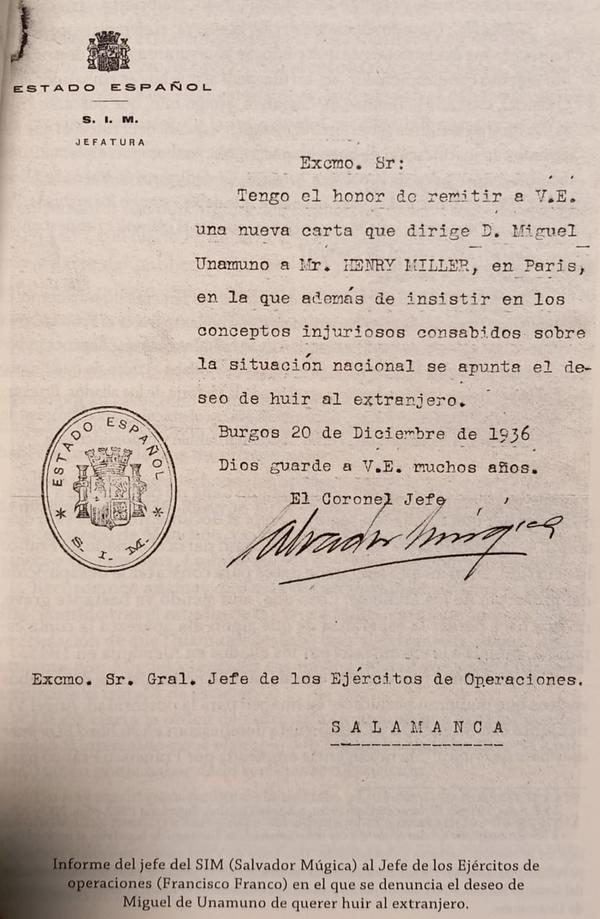 ESTADO ESPAÑOL
S. I. M.
JEFATURA
Excmo. Sr:
Tengo el honor de remitir a V.E.
una nueva carta que dirige D. Miguel
Unamuno a Mr. HENRY MILLER, en Paris,
en la que además de insistir en los
conceptos injuriosos consabidos sobre
la situación nacional se apunta el de-
seo de huir al extranjero.
Burgos 20 de Diciembre de 1936
Dios guarde a V.E. muchos años.
El Coronel Jefe
Salvador Múgica
ESTADO ESPAÑOL
* S. I. M. *
Excmo. Sr. Gral. Jefe de los Ejércitos de Operaciones.
SALAMANCA
Informe del jefe del SIM (Salvador Múgica) al Jefe de los Ejércitos de
operaciones (Francisco Franco) en el que se denuncia el deseo de
Miguel de Unamuno de querer huir al extranjero.